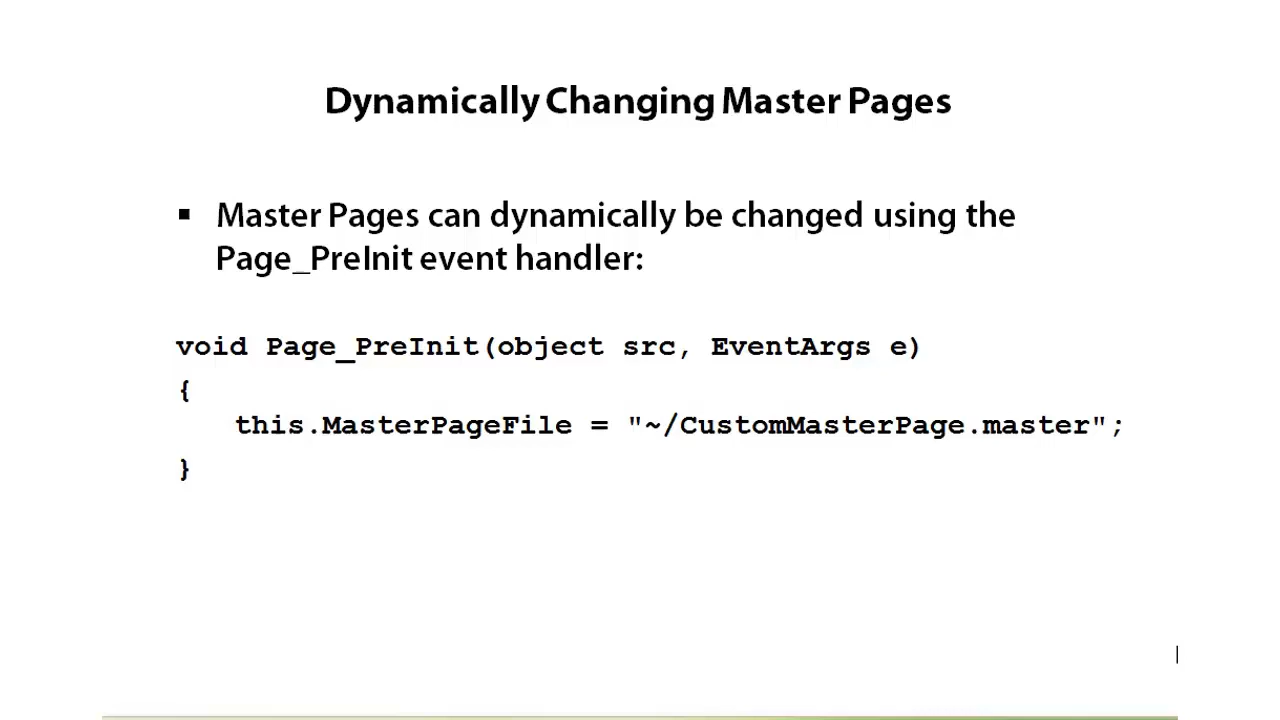 Dynamically Changing Master Pages
▪ Master Pages can dynamically be changed using the
Page_PreInit event handler:
void Page_PreInit(object src, EventArgs e)
{
this.MasterPageFile = "~/CustomMasterPage.master";
}